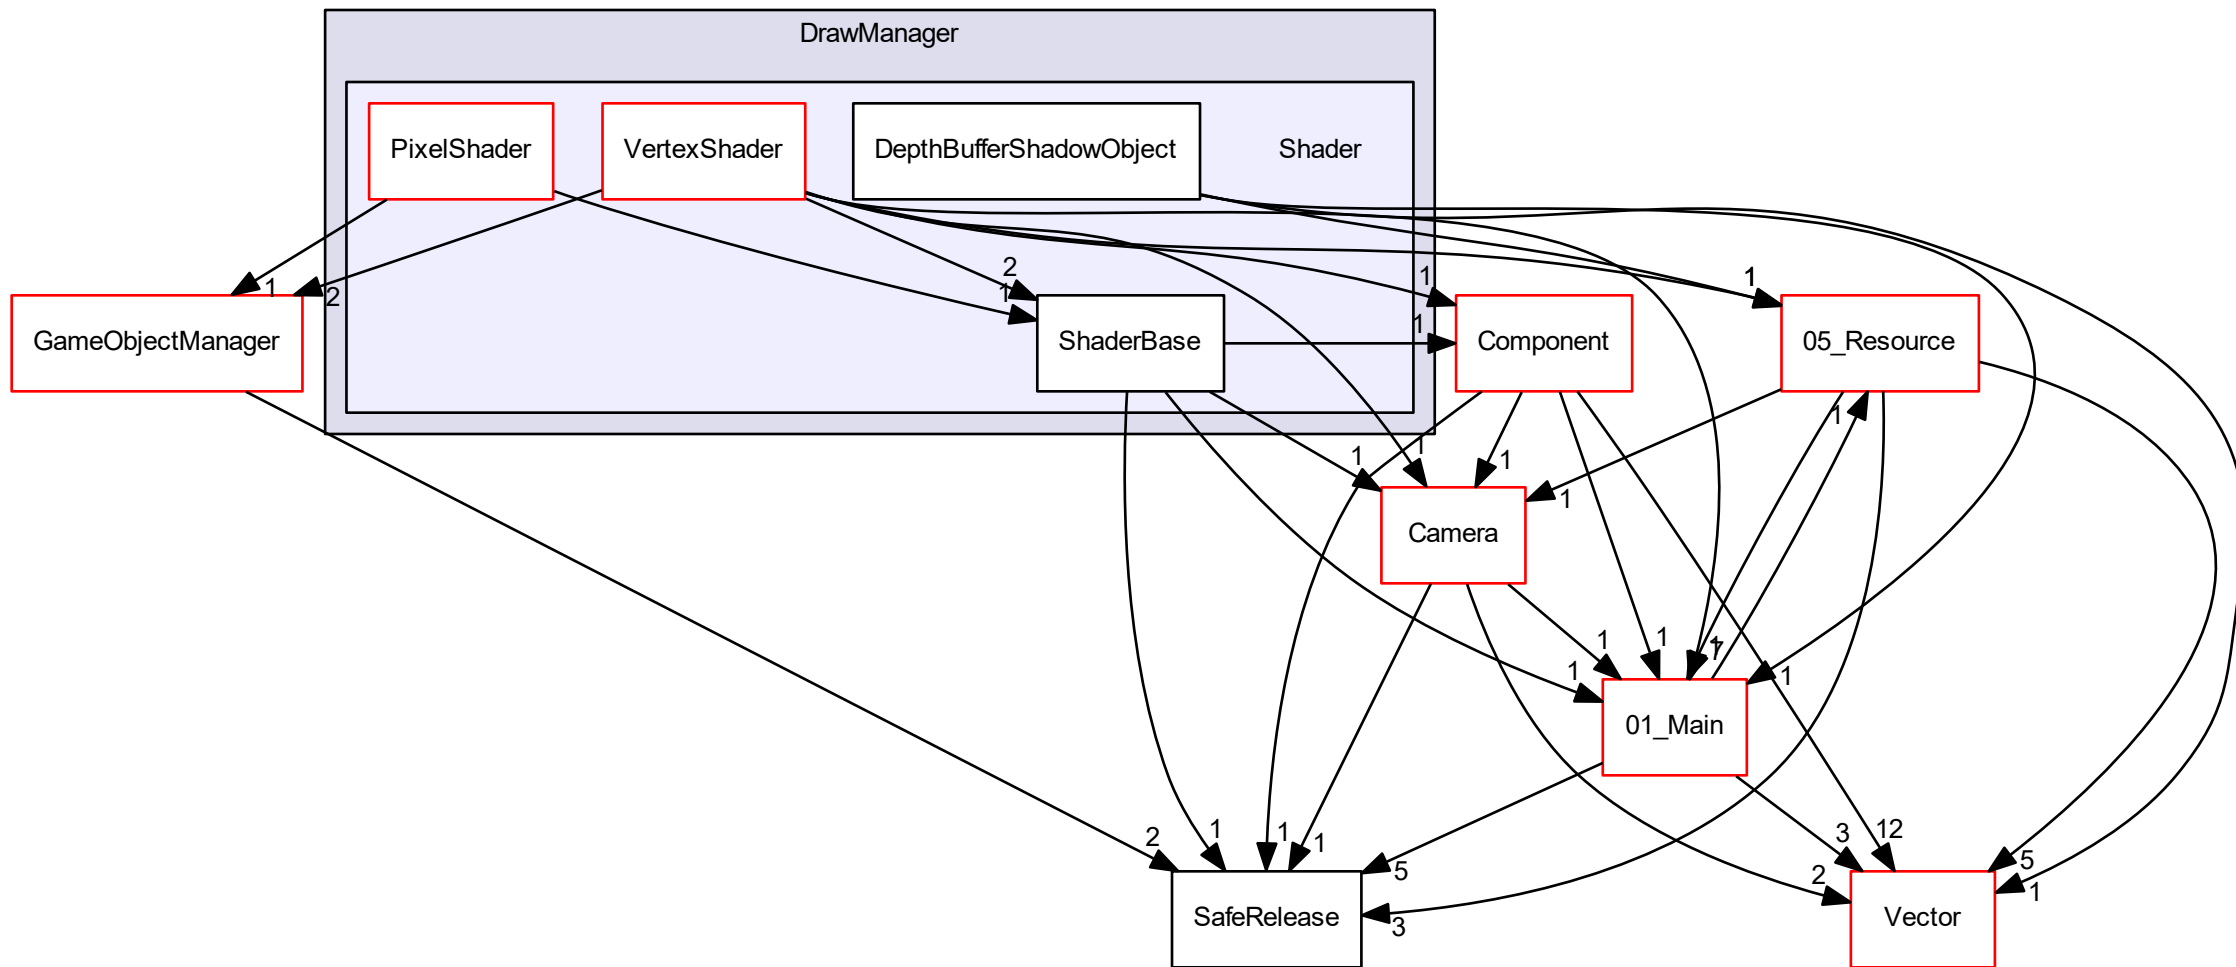 DrawManager
PixelShader
VertexShader
DepthBufferShadowObject
Shader
1
2
2
1
1
1
1
GameObjectManager
ShaderBase
Component
05_Resource
1
1
1
1
1
Camera
1
1
1
7
1
1
01_Main
2
1
1
1
5
3
12
2
5
1
3
SafeRelease
Vector